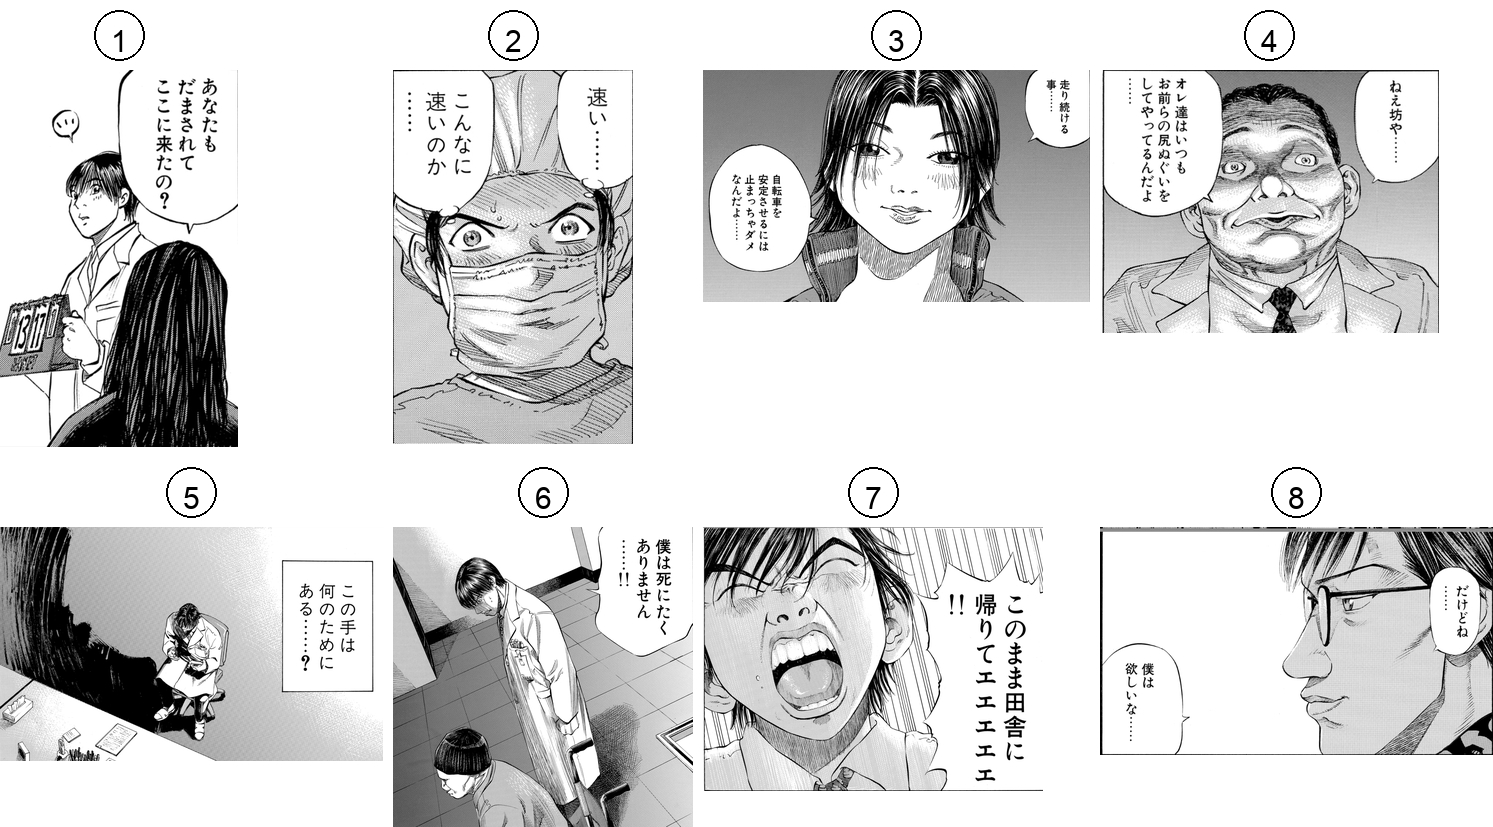 1
あなたも
だまされて
ここに来たの?
13
17
2
速い……
こんなに
速いのか
……
3
走り続ける
事……
自転車を
安定させるには
止まっちゃダメ
なんだよ……
4
ねえ坊や……
オレ達はいつも
お前らの尻ぬぐいを
してやってるんだよ
……
5
この手は
何のために
ある……?
6
僕は死にたく
ありません
……!!
7
このまま田舎に
帰りてエエエエエ
!!
8
だけどね
……
僕は
欲しいな……